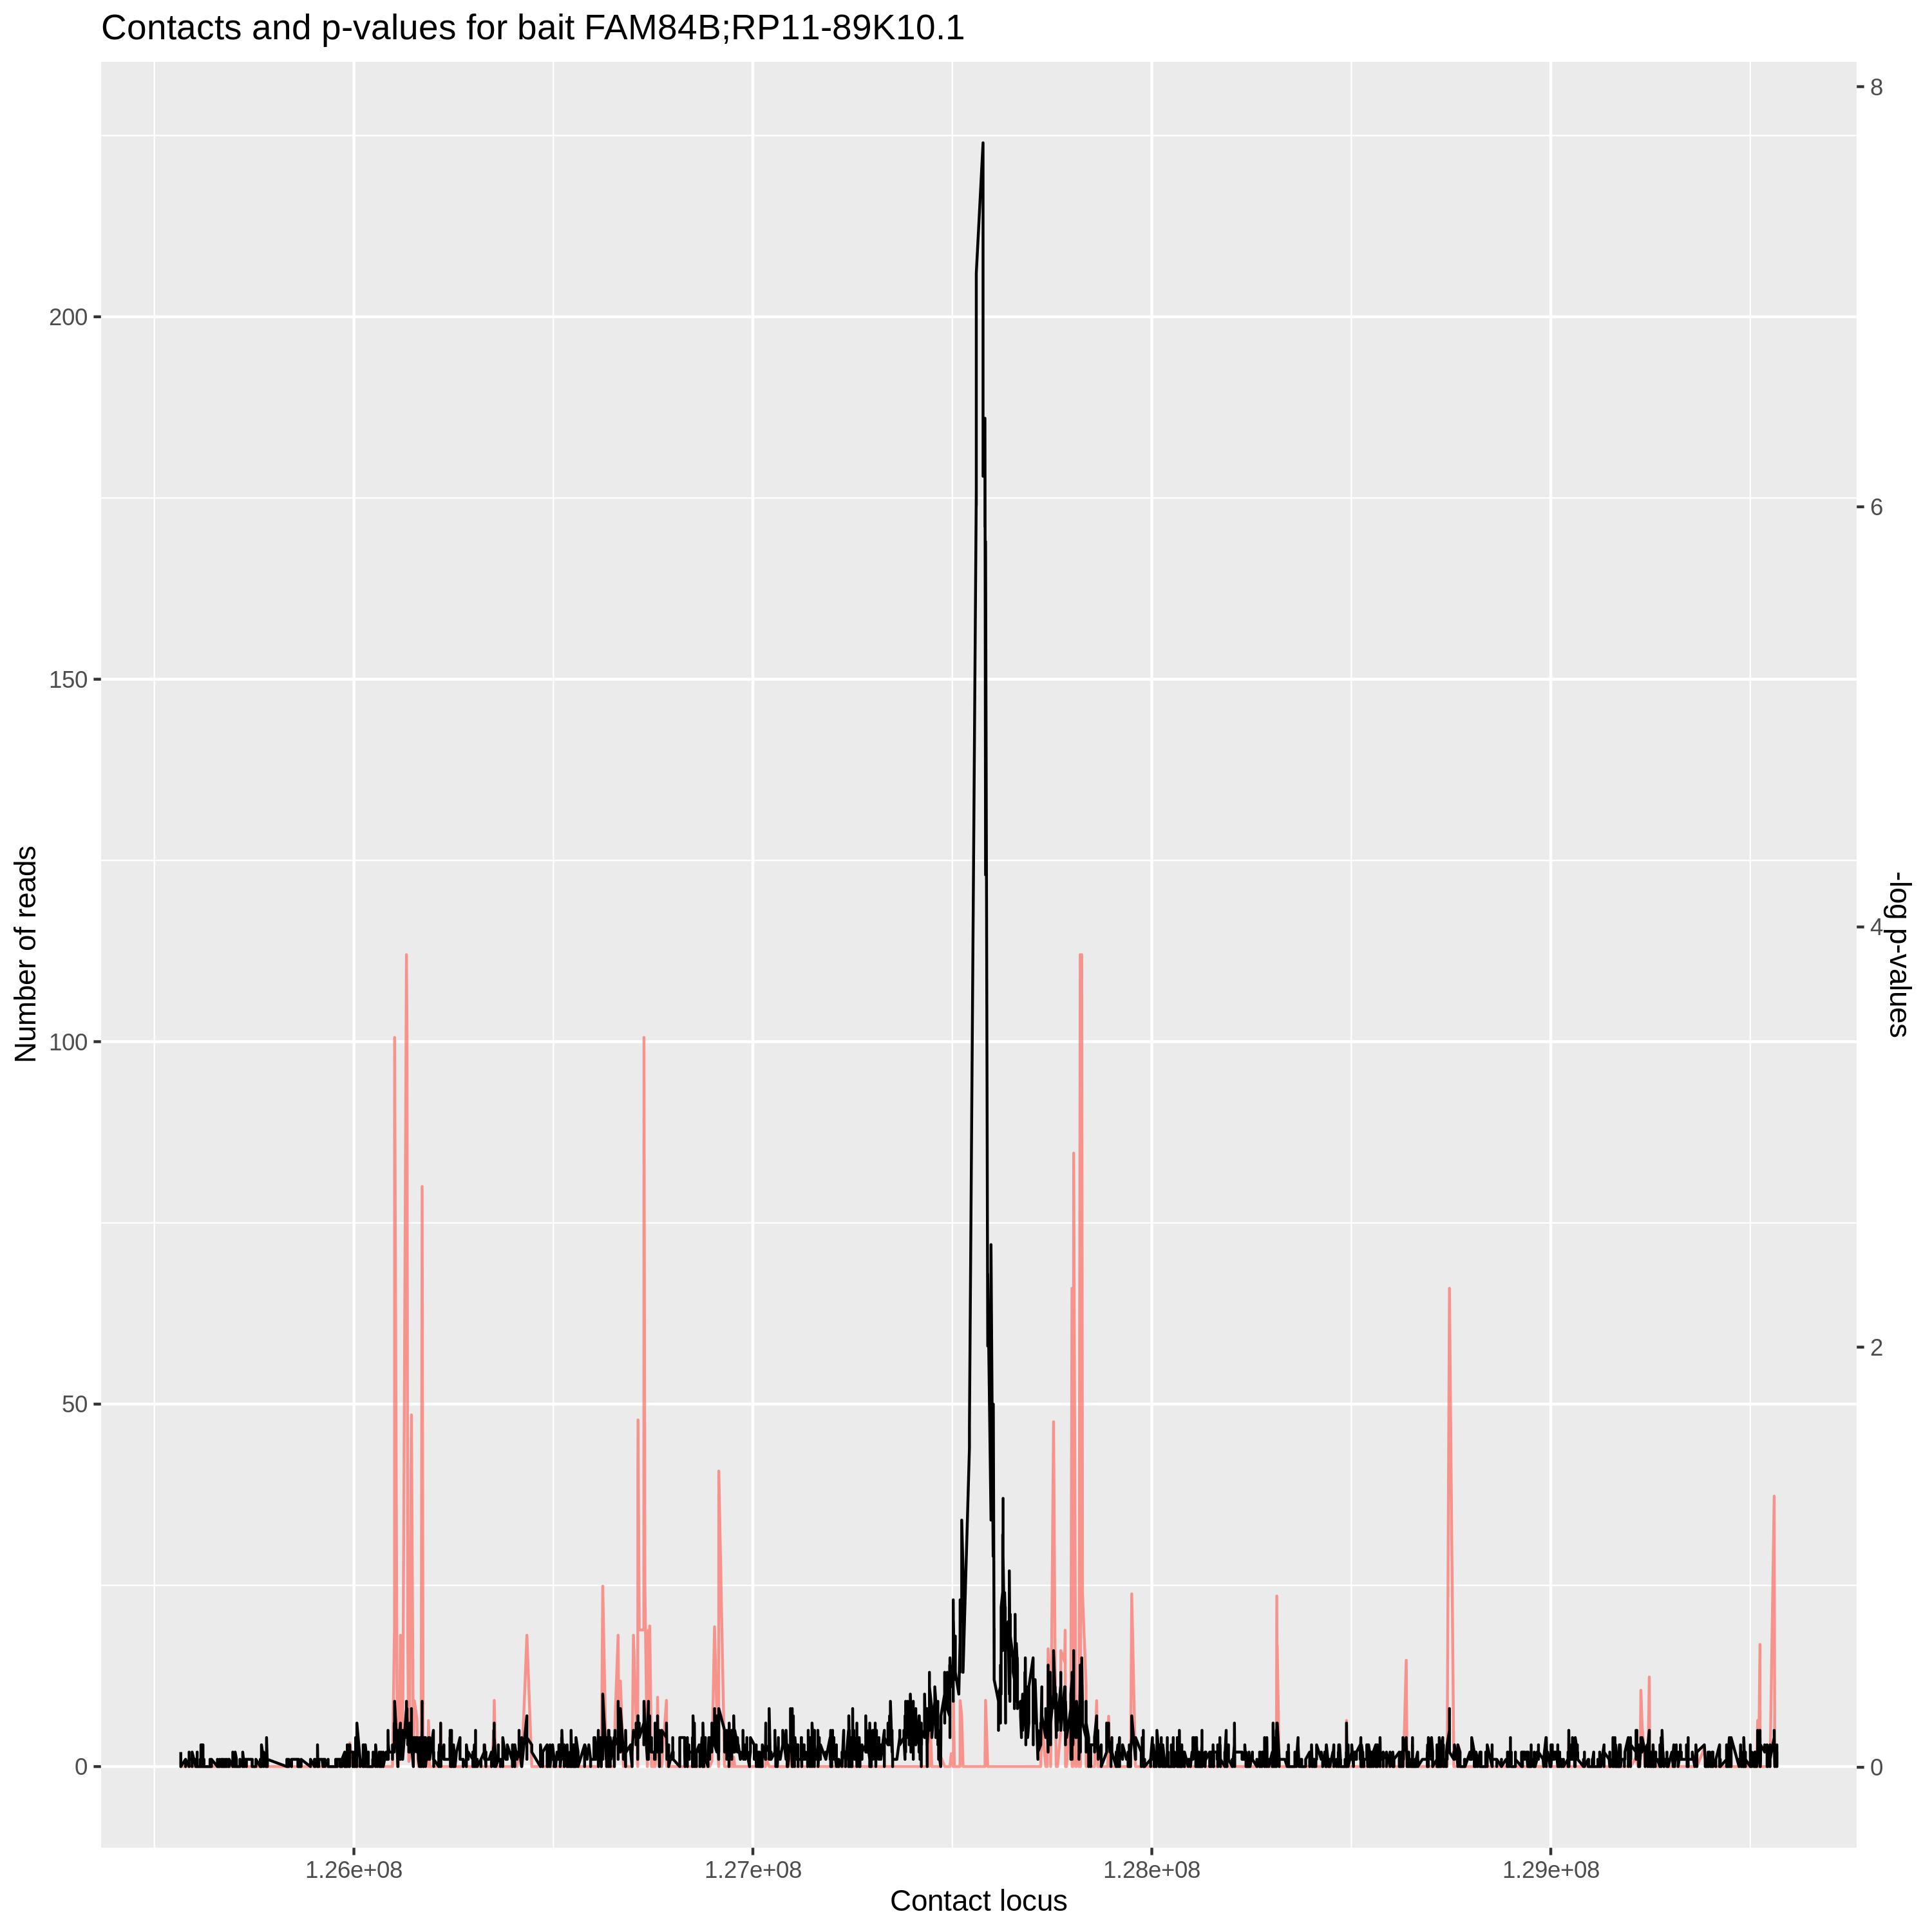 Contacts and p-values for bait FAM84B;RP11-89K10.1
Number of reads
200
150
100
50
0
8
6
4
2
0
-log p-values
1.26e+08 1.27e+08 1.28e+08 1.29e+08
Contact locus